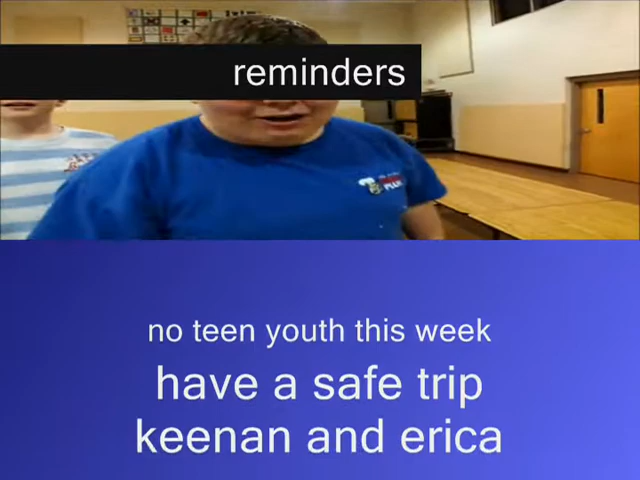 reminders
no teen youth this week
have a safe trip
keenan and erica